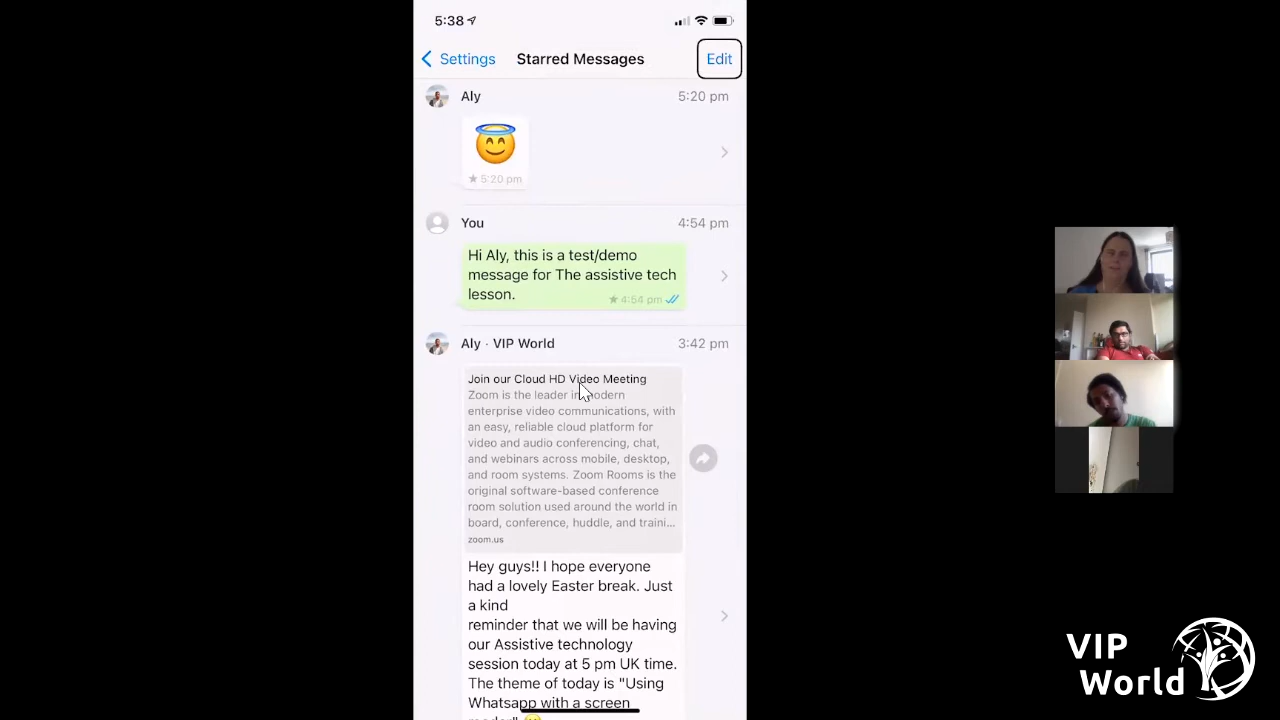 5:38
Settings
Starred Messages
Edit
Aly
5:20 pm
★ 5:20 pm
You
4:54 pm
Hi Aly, this is a test/demo
message for The assistive tech
lesson.
★ 4:54 pm
Aly · VIP World
3:42 pm
Join our Cloud HD Video Meeting
Zoom is the leader in modern
enterprise video communications, with
an easy, reliable cloud platform for
video and audio conferencing, chat,
and webinars across mobile, desktop,
and room systems. Zoom Rooms is the
original software-based conference
room solution used around the world in
board, conference, huddle, and traini...
zoom.us
Hey guys!! I hope everyone
had a lovely Easter break. Just
a kind
reminder that we will be having
our Assistive technology
session today at 5 pm UK time.
The theme of today is "Using
Whatsapp with a screen
VIP
World